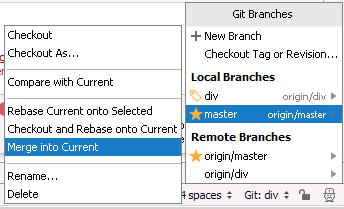 Git Branches
+ New Branch
Checkout Tag or Revision...
Local Branches
div origin/div
master origin/master
Remote Branches
origin/master
origin/div
Checkout
Checkout As...
Compare with Current
Rebase Current onto Selected
Checkout and Rebase onto Current
Merge into Current
Rename...
Delete
4 spaces Git: div